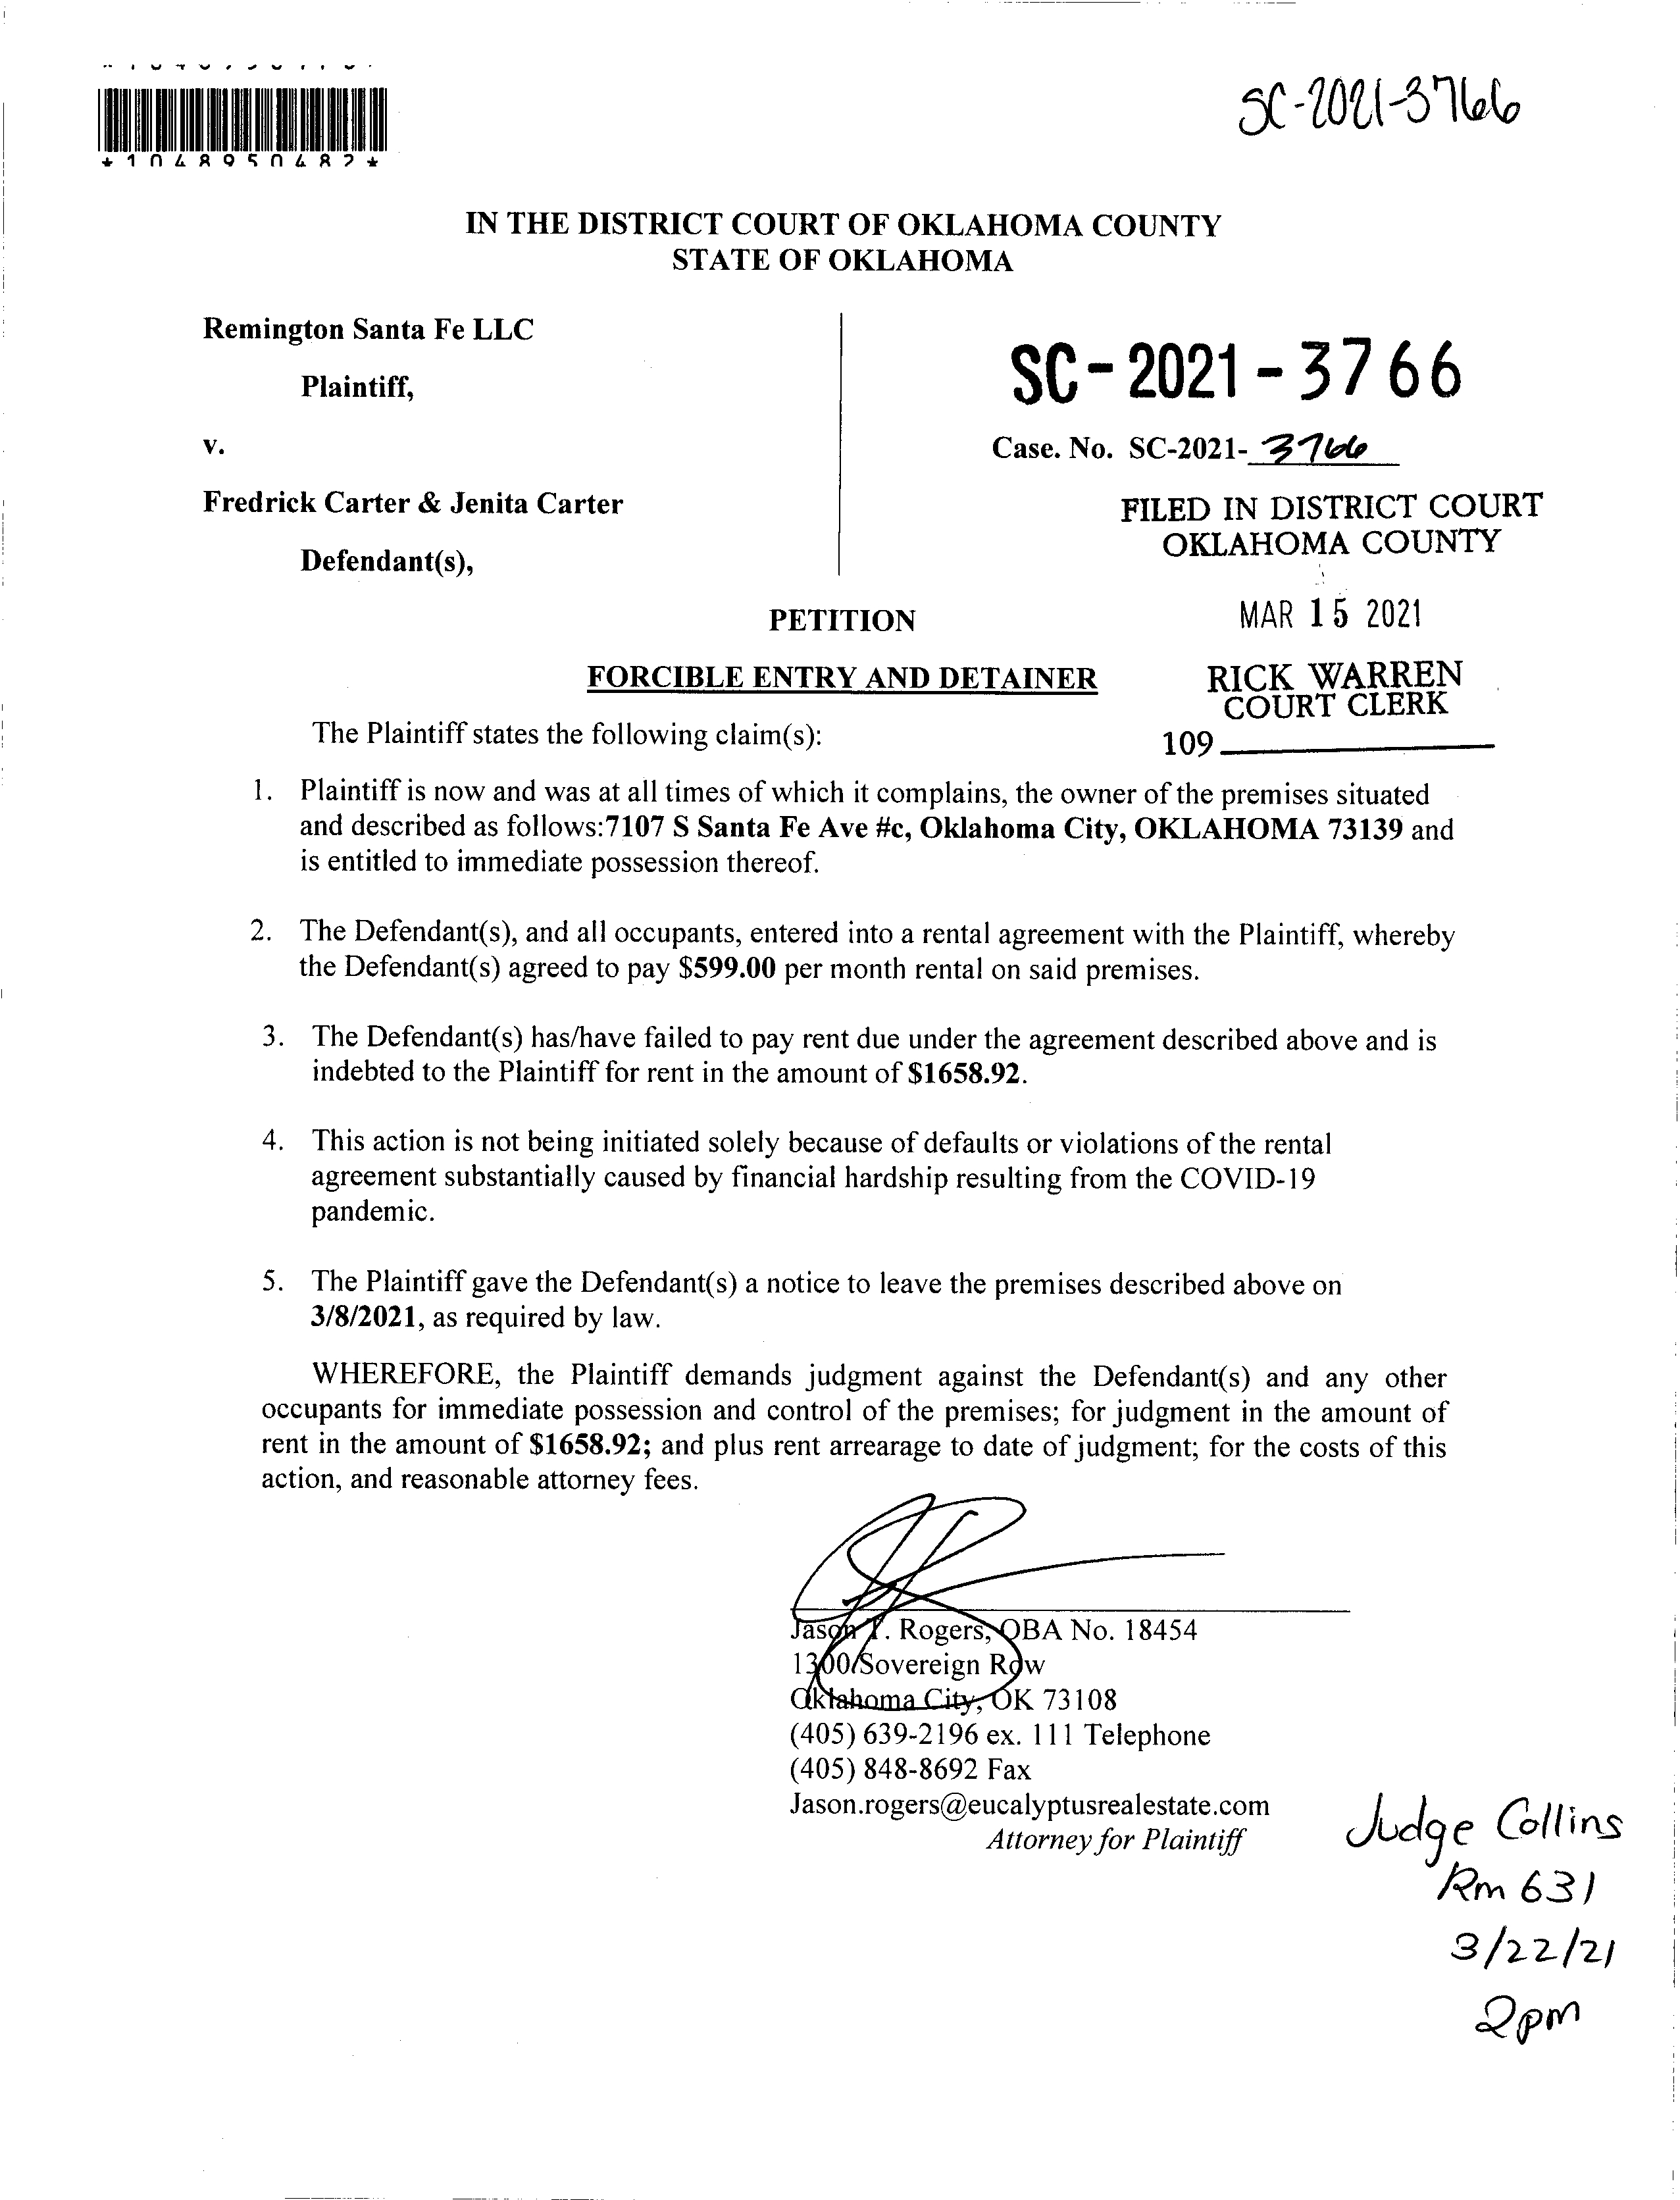 SC-2021-3766
*1048950482*
IN THE DISTRICT COURT OF OKLAHOMA COUNTY
STATE OF OKLAHOMA
Remington Santa Fe LLC
Plaintiff,
v.
Fredrick Carter & Jenita Carter
Defendant(s),
SC-2021-3766
Case. No. SC-2021- 3766
FILED IN DISTRICT COURT
OKLAHOMA COUNTY
MAR 15 2021
RICK WARREN
COURT CLERK
109
PETITION
FORCIBLE ENTRY AND DETAINER
The Plaintiff states the following claim(s):
1. Plaintiff is now and was at all times of which it complains, the owner of the premises situated
and described as follows:7107 S Santa Fe Ave #c, Oklahoma City, OKLAHOMA 73139 and
is entitled to immediate possession thereof.
2. The Defendant(s), and all occupants, entered into a rental agreement with the Plaintiff, whereby
the Defendant(s) agreed to pay $599.00 per month rental on said premises.
3. The Defendant(s) has/have failed to pay rent due under the agreement described above and is
indebted to the Plaintiff for rent in the amount of $1658.92.
4. This action is not being initiated solely because of defaults or violations of the rental
agreement substantially caused by financial hardship resulting from the COVID-19
pandemic.
5. The Plaintiff gave the Defendant(s) a notice to leave the premises described above on
3/8/2021, as required by law.
WHEREFORE, the Plaintiff demands judgment against the Defendant(s) and any other
occupants for immediate possession and control of the premises; for judgment in the amount of
rent in the amount of $1658.92; and plus rent arrearage to date of judgment; for the costs of this
action, and reasonable attorney fees.
Jason T. Rogers, OBA No. 18454
1300 Sovereign Row
Oklahoma City, OK 73108
(405) 639-2196 ex. 111 Telephone
(405) 848-8692 Fax
Jason.rogers@eucalyptusrealestate.com
Attorney for Plaintiff
Judge Collins
Rm 631
3/22/21
2pm